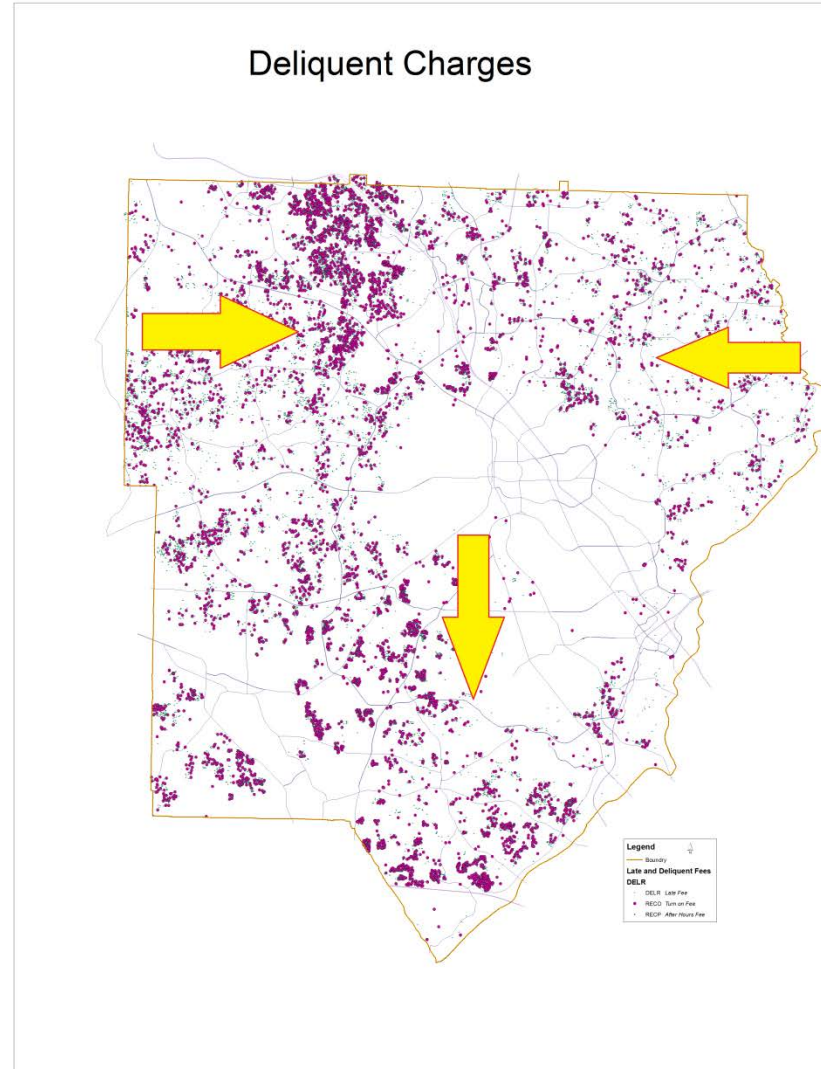 Deliquent Charges
Legend
Boundry
Late and Deliquent Fees
DELR
DELR Late Fee
RECO Turn on Fee
RECP After Hours Fee